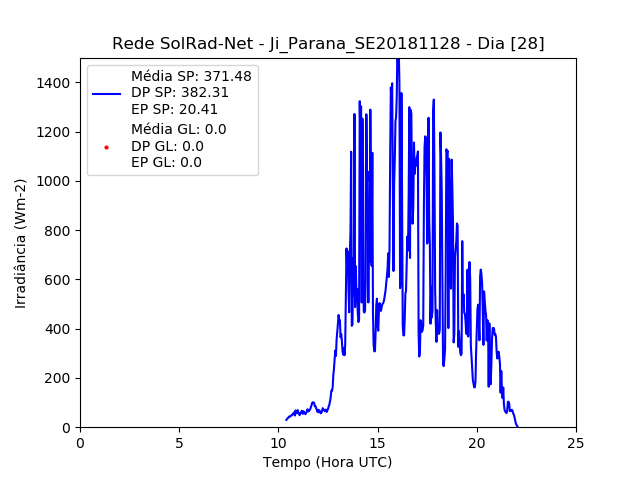 Rede SolRad-Net - Ji_Parana_SE20181128 - Dia [28]
Média SP: 371.48
DP SP: 382.31
EP SP: 20.41
Média GL: 0.0
DP GL: 0.0
EP GL: 0.0
Irradiância (Wm-2)
1400
1200
1000
800
600
400
200
0
0 5 10 15 20 25
Tempo (Hora UTC)